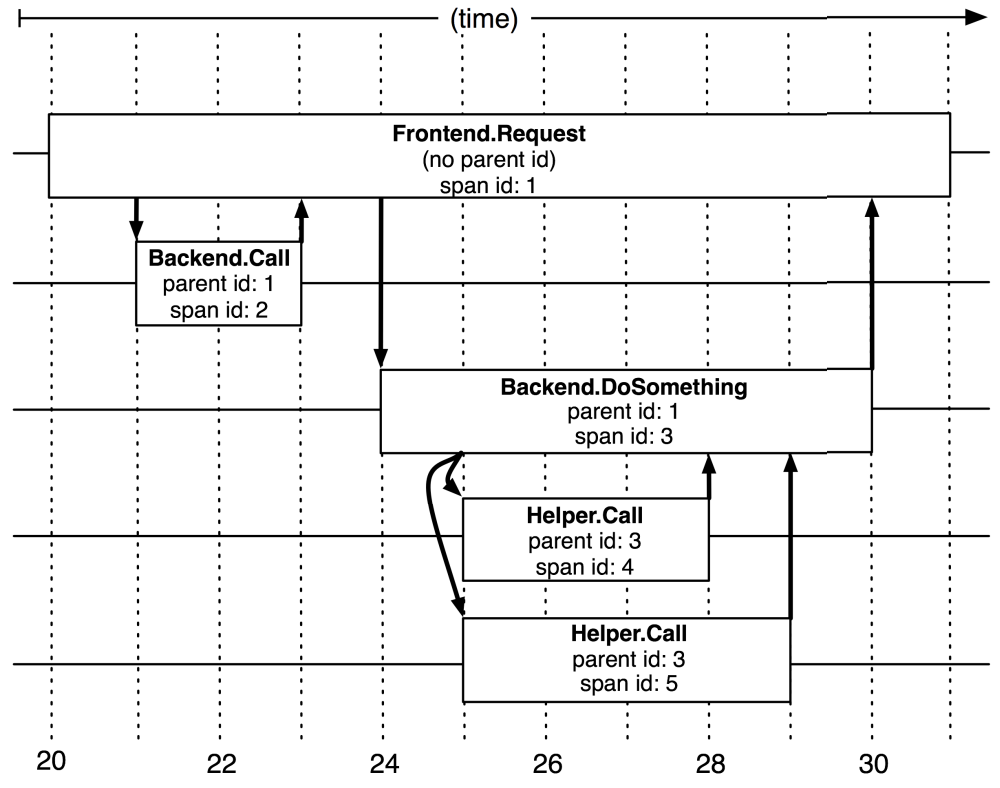 (time)
Frontend.Request
(no parent id)
span id: 1
Backend.Call
parent id: 1
span id: 2
Backend.DoSomething
parent id: 1
span id: 3
Helper.Call
parent id: 3
span id: 4
Helper.Call
parent id: 3
span id: 5
20 22 24 26 28 30